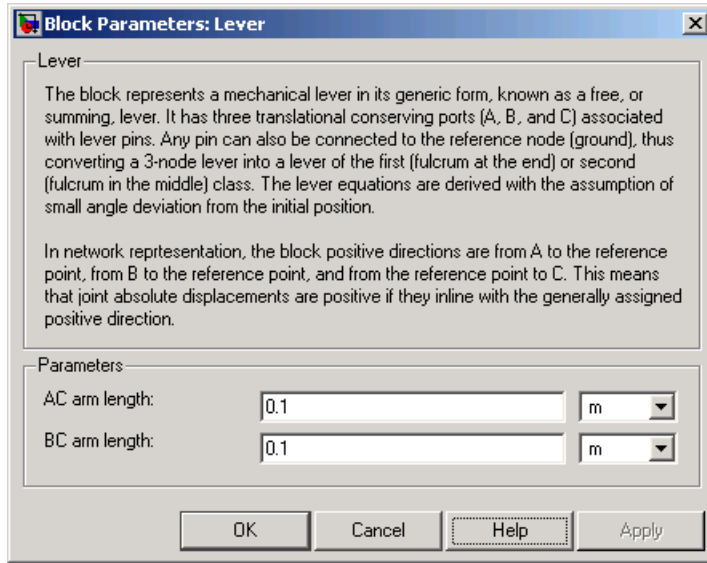 Block Parameters: Lever
Lever
The block represents a mechanical lever in its generic form, known as a free, or
summing, lever. It has three translational conserving ports (A, B, and C) associated
with lever pins. Any pin can also be connected to the reference node (ground), thus
converting a 3-node lever into a lever of the first (fulcrum at the end) or second
(fulcrum in the middle) class. The lever equations are derived with the assumption of
small angle deviation from the initial position.
In network reprtesentation, the block positive directions are from A to the reference
point, from B to the reference point, and from the reference point to C. This means
that joint absolute displacements are positive if they inline with the generally assigned
positive direction.
Parameters
AC arm length: 0.1 m
BC arm length: 0.1 m
OK Cancel Help Apply